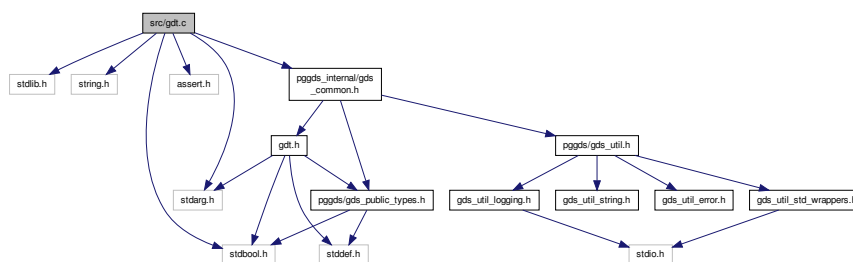 src/gdt.c
stdlib.h
string.h
assert.h
pggds_internal/gds
_common.h
gdt.h
pggds/gds_util.h
stdarg.h
pggds/gds_public_types.h
gds_util_logging.h
gds_util_string.h
gds_util_error.h
gds_util_std_wrappers.h
stdbool.h
stddef.h
stdio.h